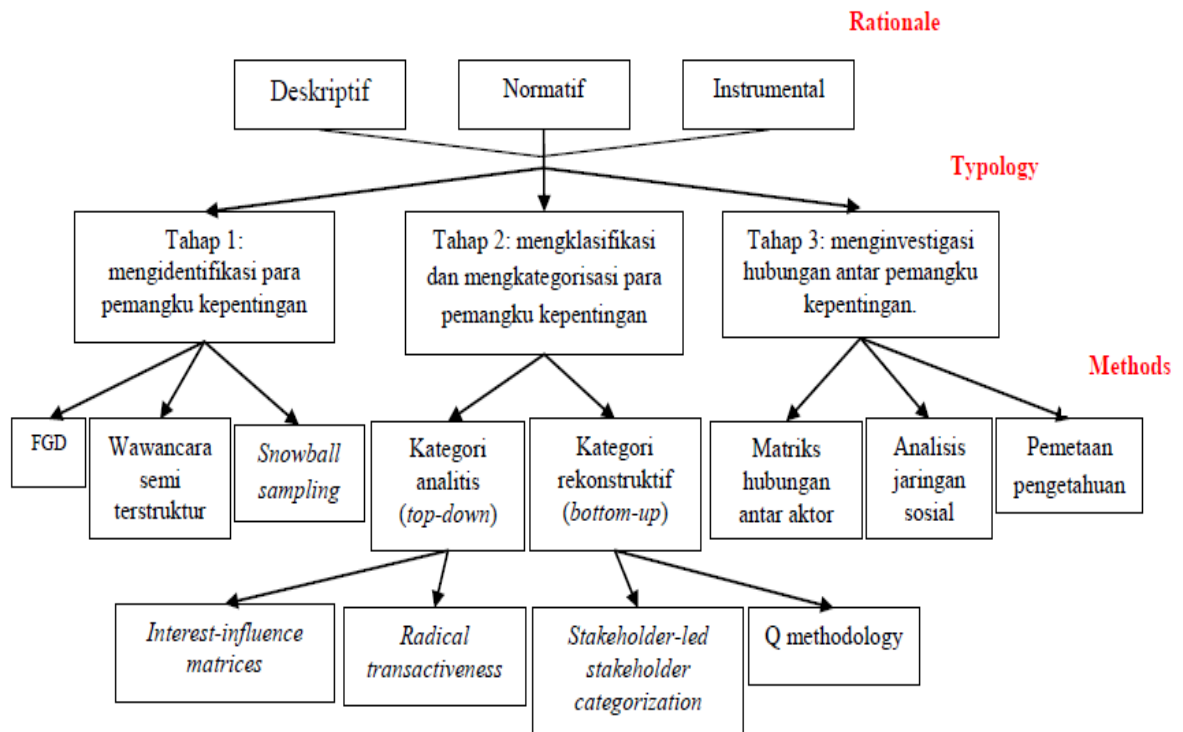 Rationale
Deskriptif
Normatif
Instrumental
Typology
Tahap 1:
mengidentifikasi para
pemangku kepentingan
Tahap 2: mengklasifikasi
dan mengkategorisasi para
pemangku kepentingan
Tahap 3: menginvestigasi
hubungan antar pemangku
kepentingan.
Methods
FGD
Wawancara
semi
terstruktur
Snowball
sampling
Kategori
analitis
(top-down)
Kategori
rekonstruktif
(bottom-up)
Matriks
hubungan
antar aktor
Analisis
jaringan
sosial
Pemetaan
pengetahuan
Interest-influence
matrices
Radical
transactiveness
Stakeholder-led
stakeholder
categorization
Q methodology